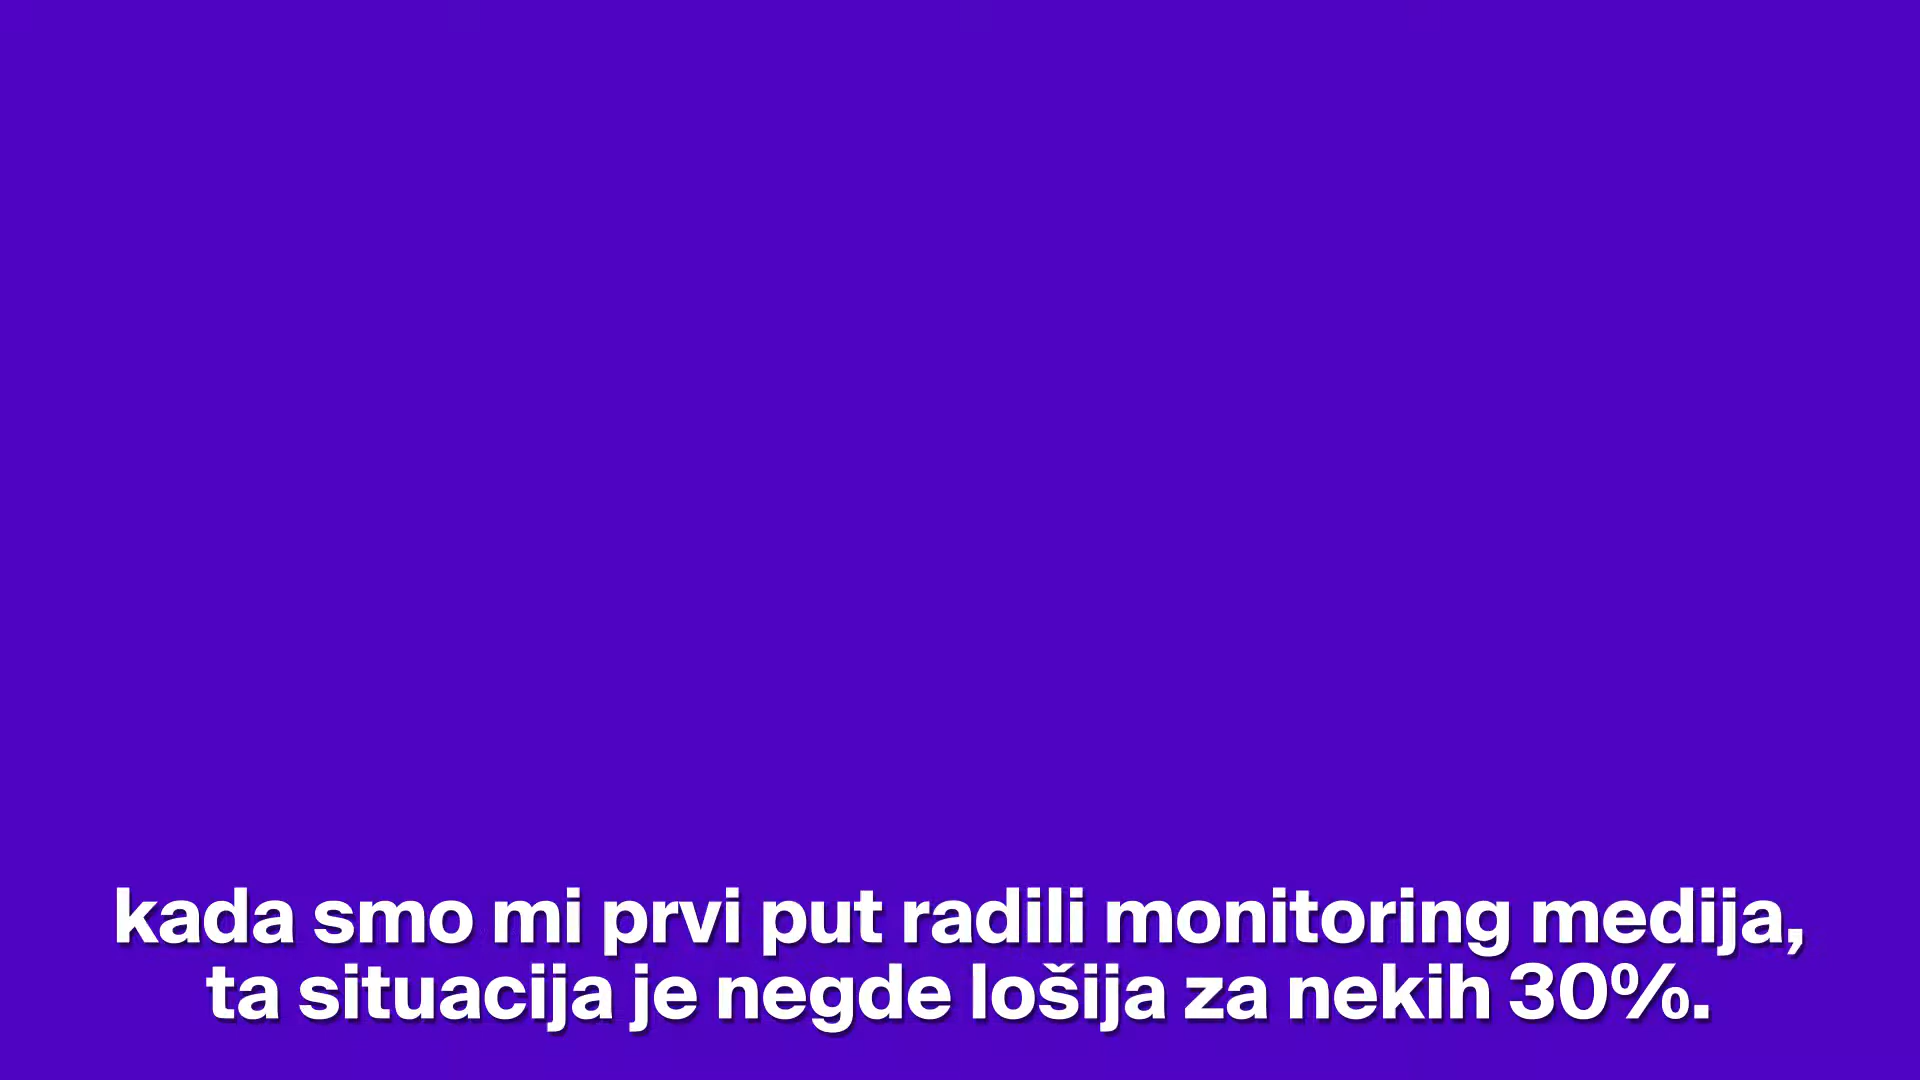 kada smo mi prvi put radili monitoring medija,
ta situacija je negde lošija za nekih 30%.